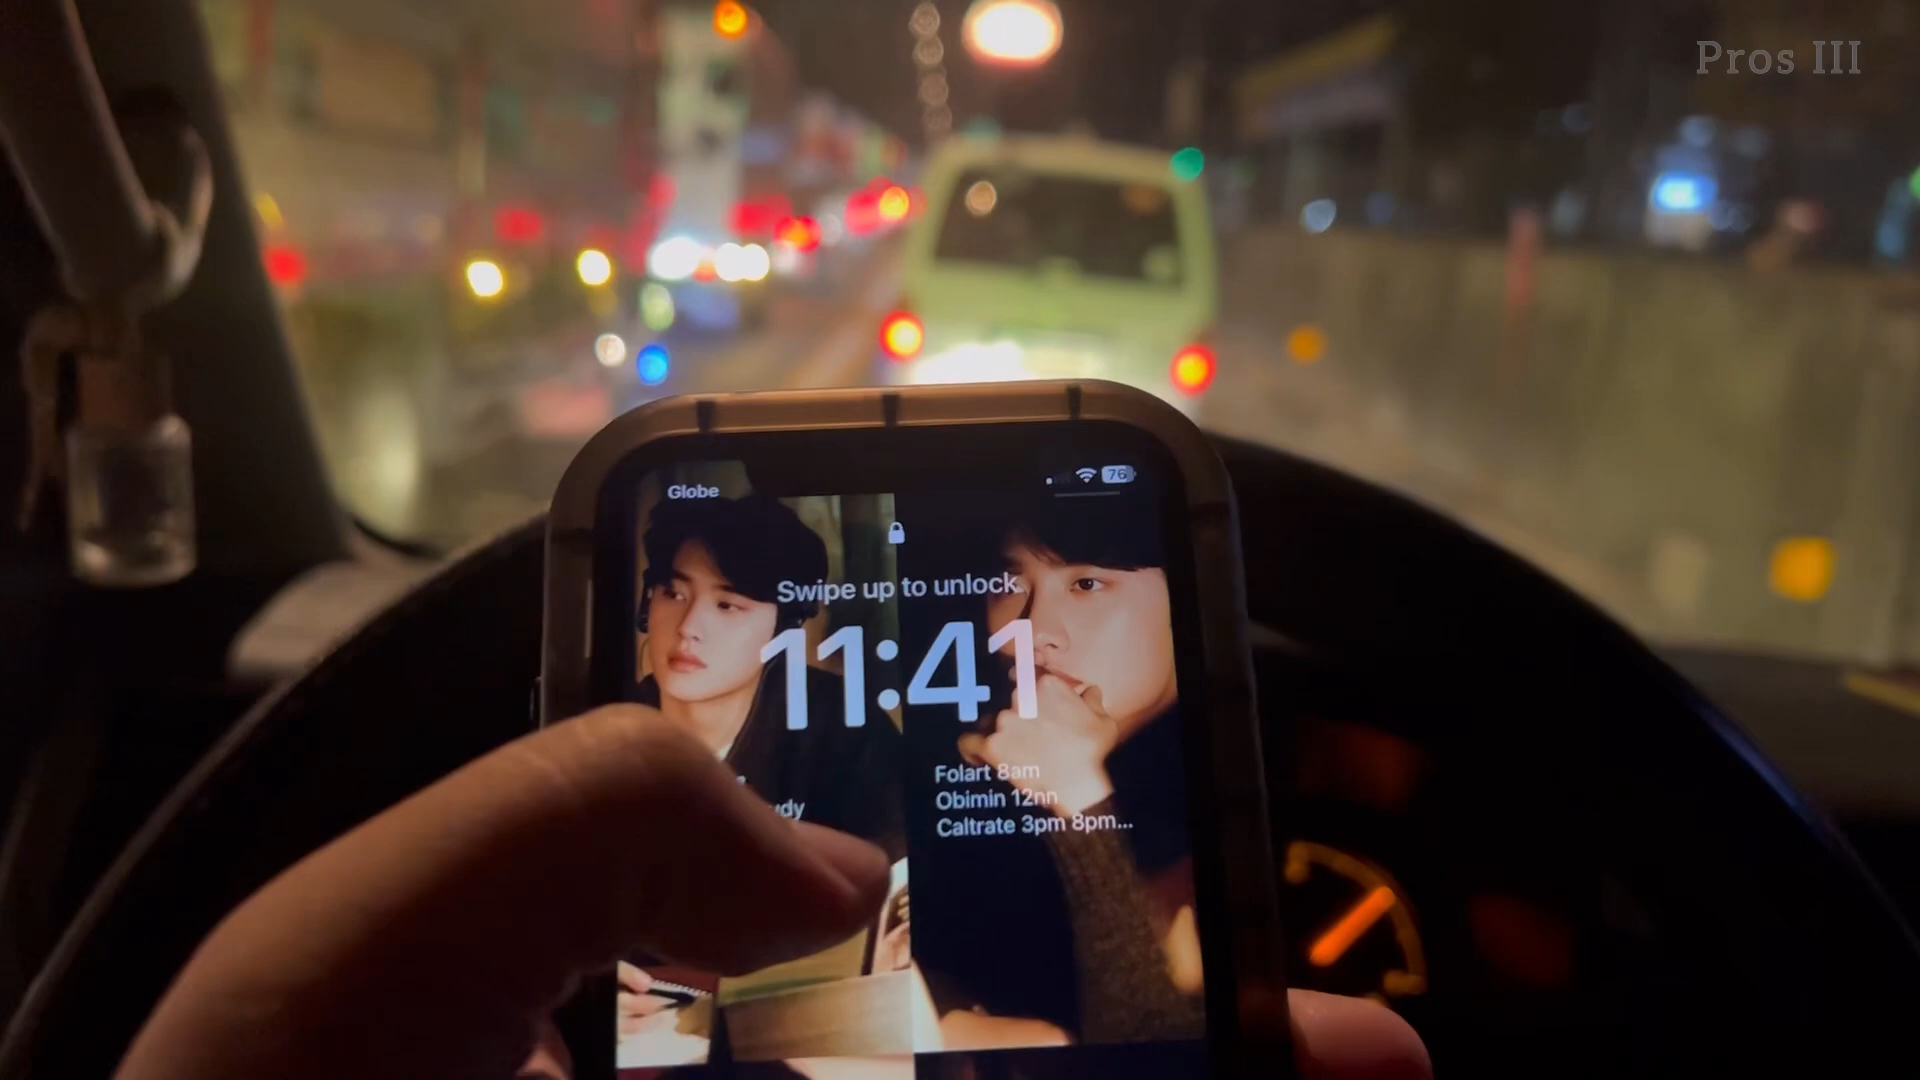 Pros III
Globe
76
Swipe up to unlock
11:41
Folart 8am
Obimin 12nn
Caltrate 3pm 8pm...